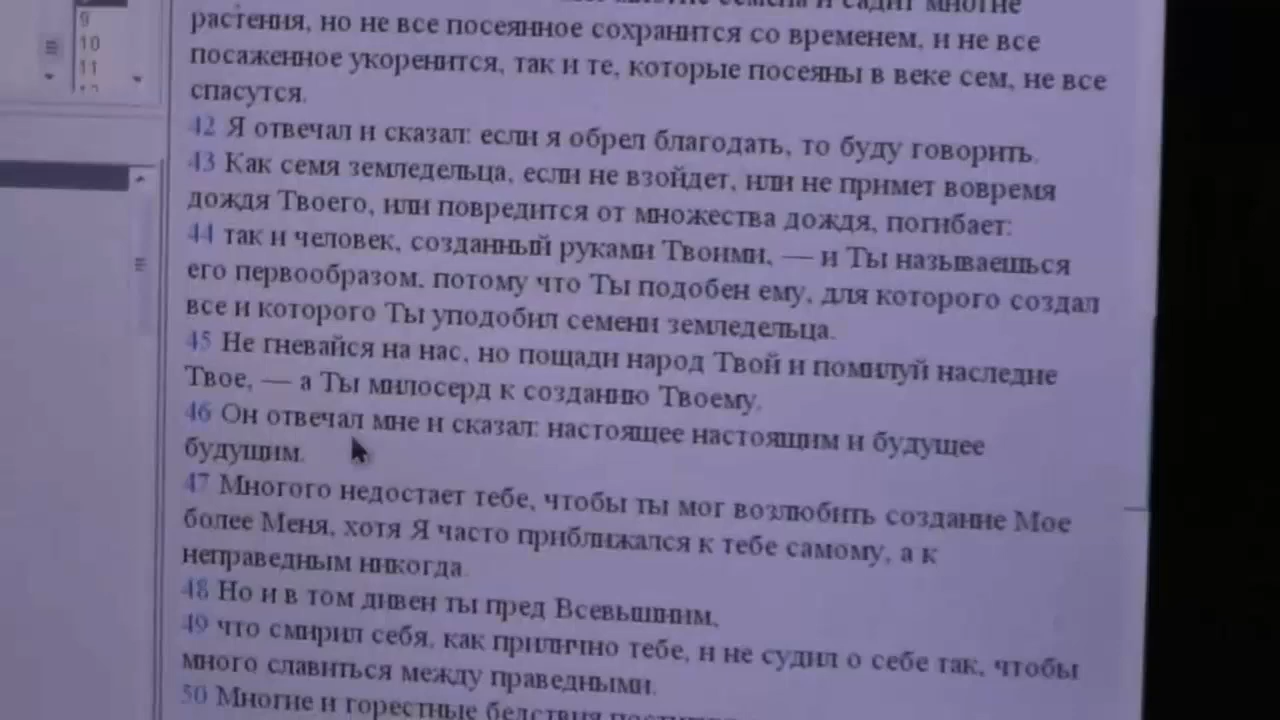 9
10
11
семена и садит многие
растения, но не все посеянное сохранится со временем, и не все
посаженное укоренится, так и те, которые посеяны в веке сем, не все
спасутся.
42 Я отвечал и сказал: если я обрел благодать, то буду говорить.
43 Как семя земледельца, если не взойдет, или не примет вовремя
дождя Твоего, или повредится от множества дождя, погибает:
44 так и человек, созданный руками Твоими, — и Ты называешься
его первообразом, потому что Ты подобен ему, для которого создал
все и которого Ты уподобил семени земледельца.
45 Не гневайся на нас, но пощади народ Твой и помилуй наследие
Твое, — а Ты милосерд к созданию Твоему.
46 Он отвечал мне и сказал: настоящее настоящим и будущее
будущим.
47 Многого недостает тебе, чтобы ты мог возлюбить создание Мое
более Меня, хотя Я часто приближался к тебе самому, а к
неправедным никогда.
48 Но и в том дивен ты пред Всевышним,
49 что смирил себя, как прилично тебе, и не судил о себе так, чтобы
много славиться между праведными.
50 Многие и горестные бедствия